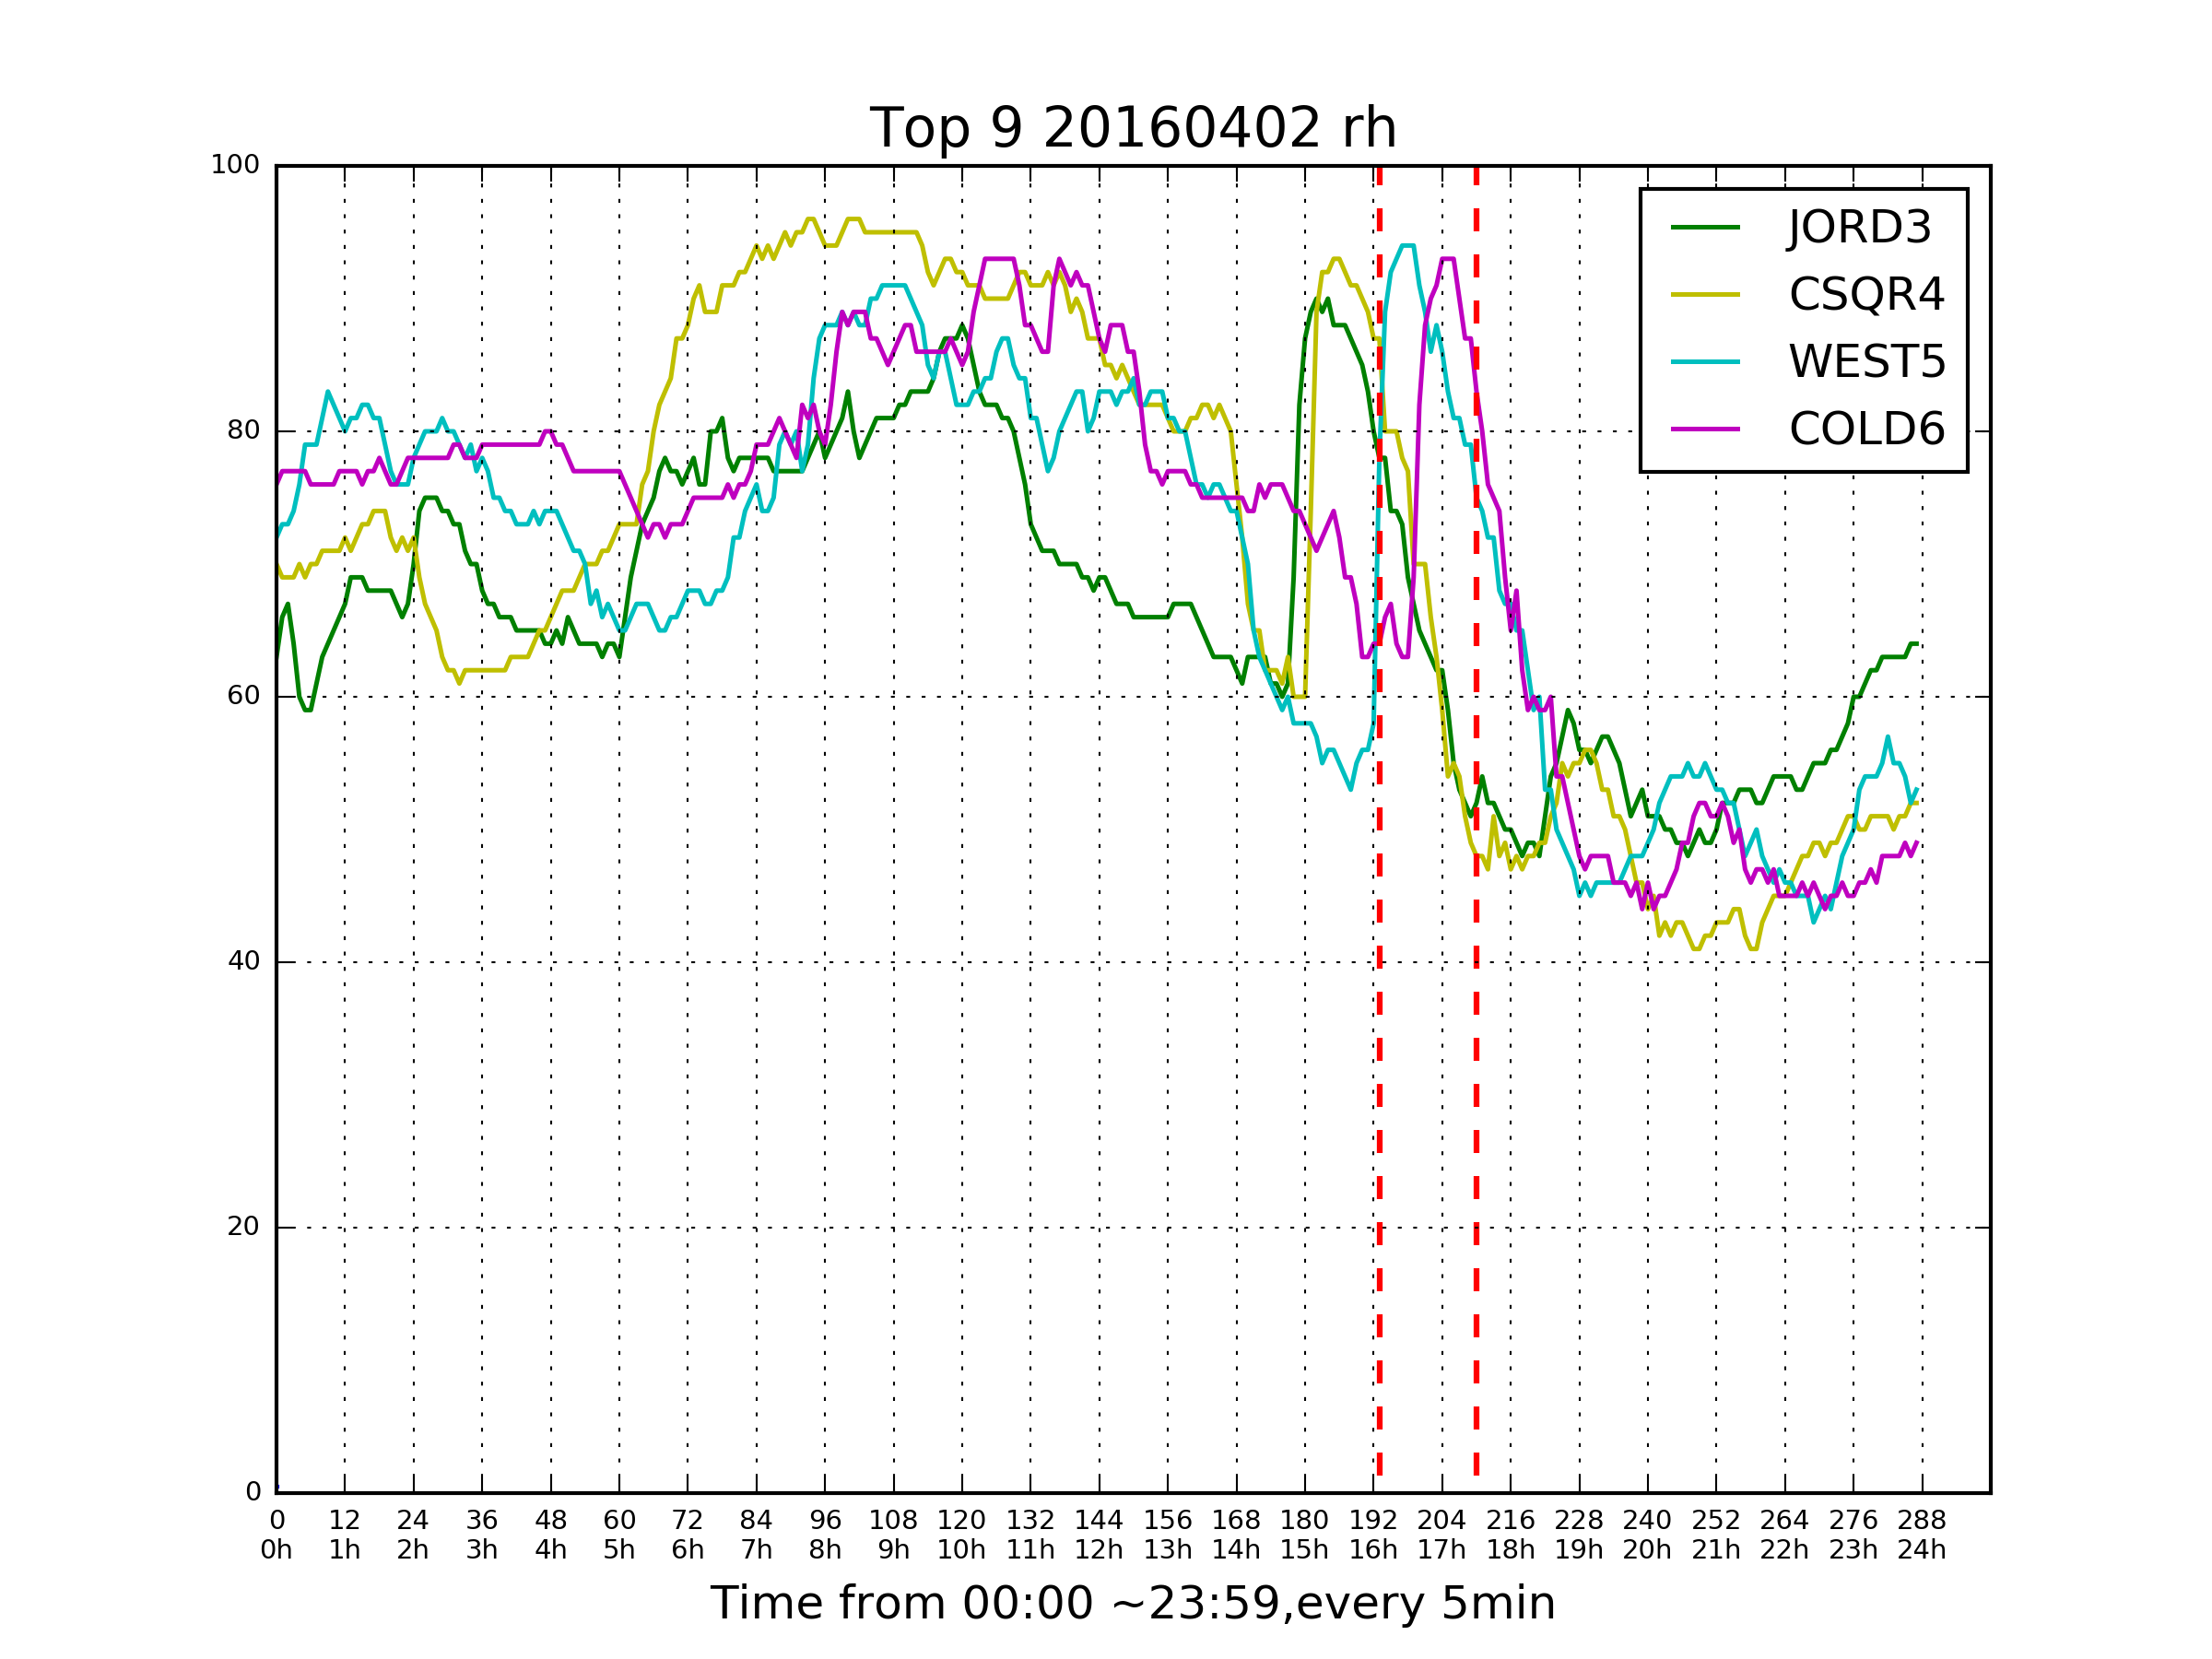 Top 9 20160402 rh
100
80
60
40
20
0
JORD3
CSQR4
WEST5
COLD6
0 12 24 36 48 60 72 84 96 108 120 132 144 156 168 180 192 204 216 228 240 252 264 276 288
0h 1h 2h 3h 4h 5h 6h 7h 8h 9h 10h 11h 12h 13h 14h 15h 16h 17h 18h 19h 20h 21h 22h 23h 24h
Time from 00:00 ~23:59,every 5min